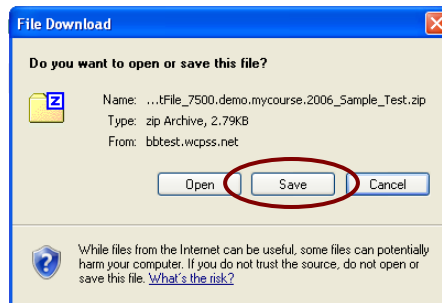 File Download
Do you want to open or save this file?
Name: ...tFile_7500.demo.mycourse.2006_Sample_Test.zip
Type: zip Archive, 2.79KB
From: bbtest.wcpss.net
Open Save Cancel
While files from the Internet can be useful, some files can potentially
harm your computer. If you do not trust the source, do not open or
save this file. What's the risk?